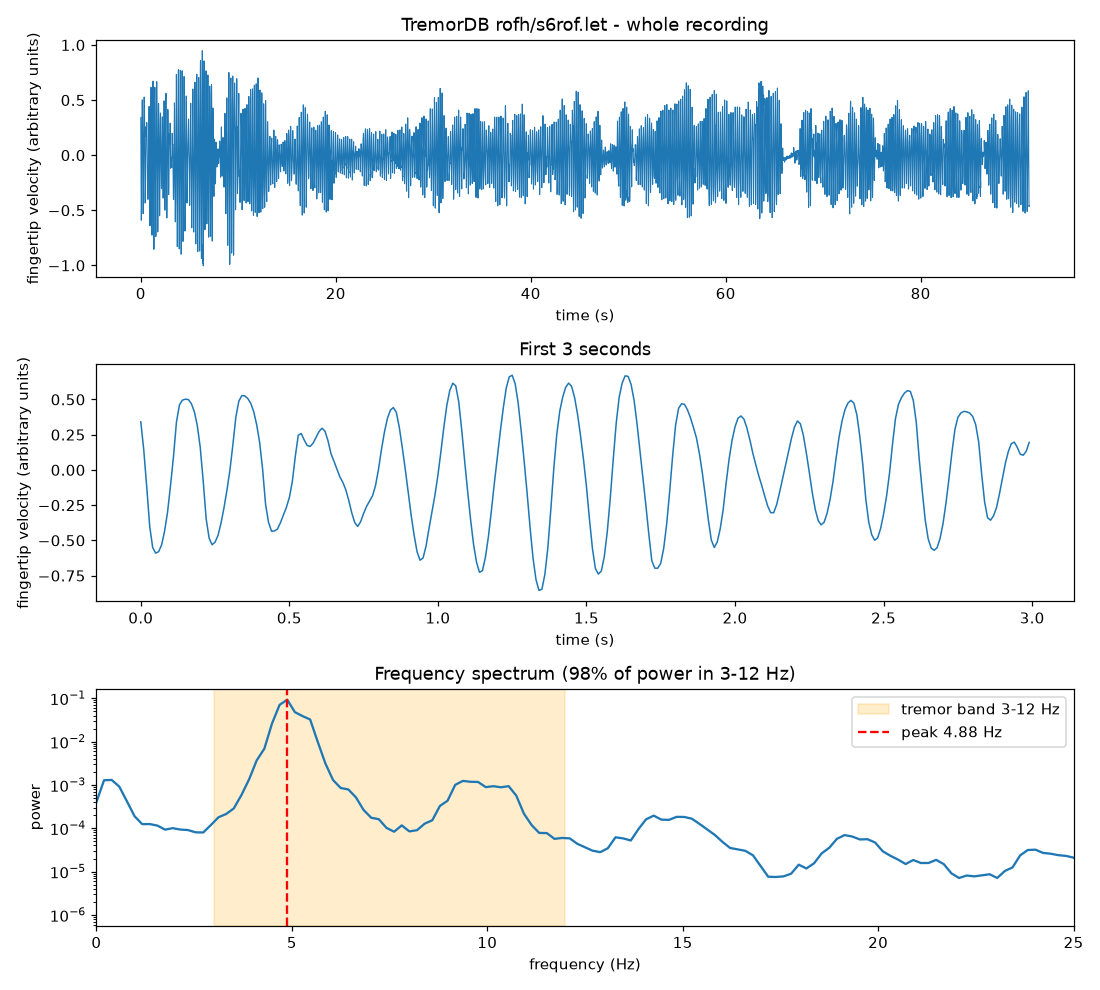 TremorDB rofh/s6rof.let - whole recording
fingertip velocity (arbitrary units)
1.0
0.5
0.0
−0.5
−1.0
0 20 40 60 80
time (s)
First 3 seconds
fingertip velocity (arbitrary units)
0.50
0.25
0.00
−0.25
−0.50
−0.75
0.0 0.5 1.0 1.5 2.0 2.5 3.0
time (s)
Frequency spectrum (98% of power in 3-12 Hz)
power
10⁻¹
10⁻²
10⁻³
10⁻⁴
10⁻⁵
10⁻⁶
tremor band 3-12 Hz
peak 4.88 Hz
0 5 10 15 20 25
frequency (Hz)